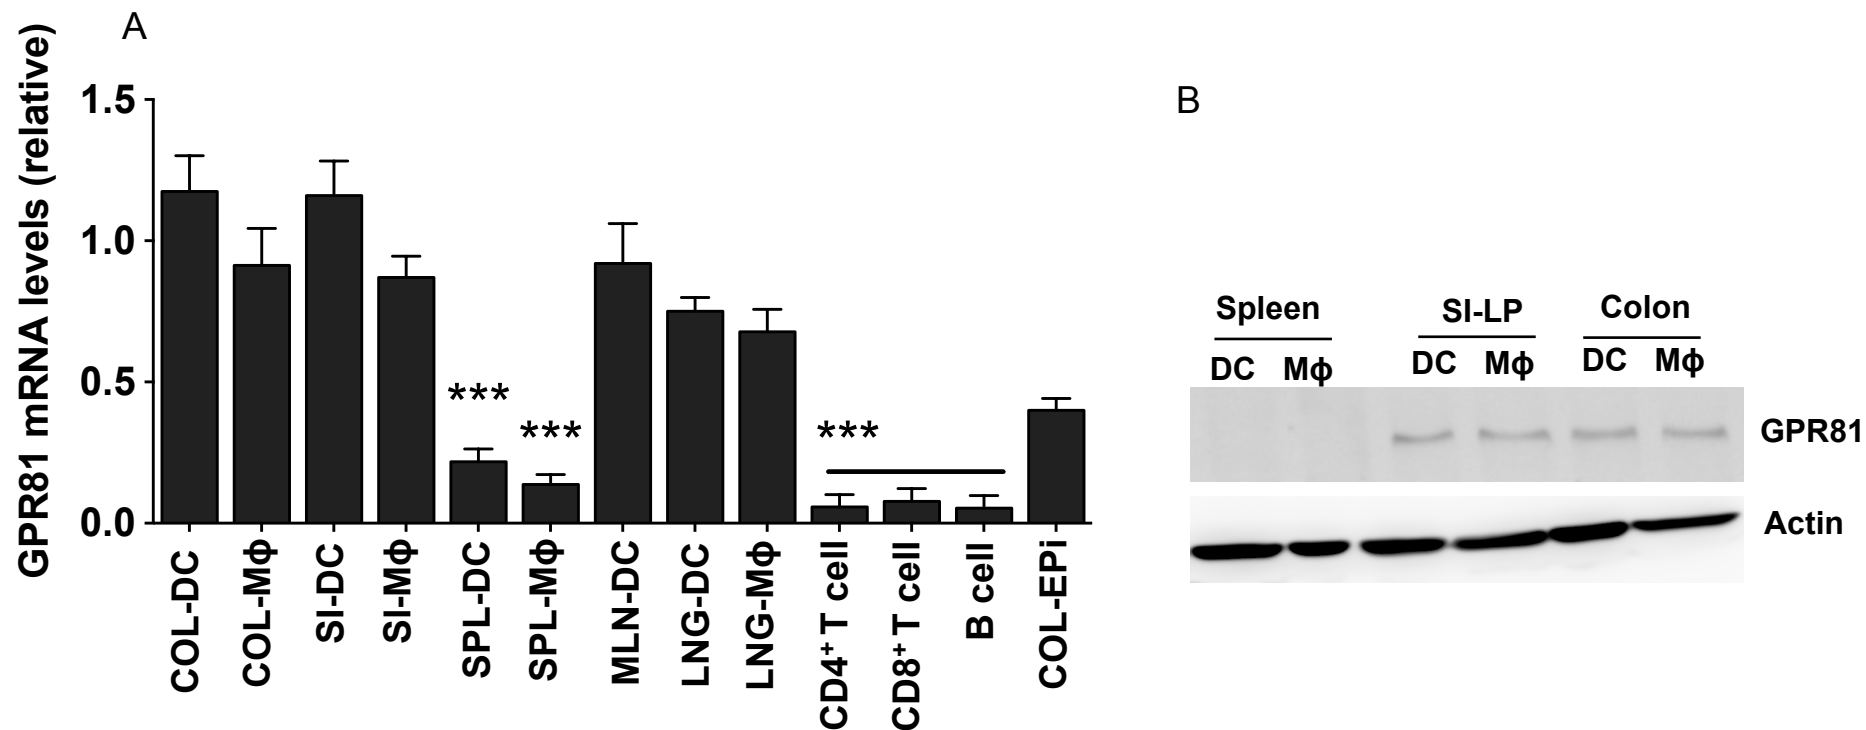 A
GPR81 mRNA levels (relative)
1.5
1.0
0.5
0.0
***
***
***
COL-DC
COL-Mϕ
SI-DC
SI-Mϕ
SPL-DC
SPL-Mϕ
MLN-DC
LNG-DC
LNG-Mϕ
CD4⁺ T cell
CD8⁺ T cell
B cell
COL-EPi
B
Spleen SI-LP Colon
DC Mϕ DC Mϕ DC Mϕ
GPR81
Actin